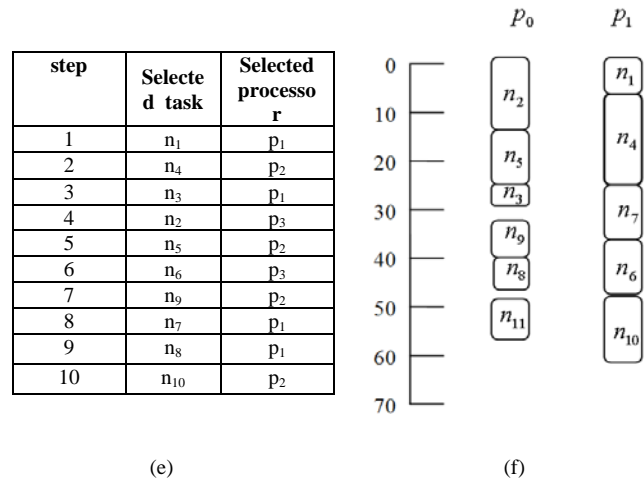 step Selecte d task Selected processo r
1 n₁ p₁
2 n₄ p₂
3 n₃ p₁
4 n₂ p₃
5 n₅ p₂
6 n₆ p₃
7 n₉ p₂
8 n₇ p₁
9 n₈ p₁
10 n₁₀ p₂
(e)
p₀ p₁
0
10
20
30
40
50
60
70
n₂
n₅
n₃
n₉
n₈
n₁₁
n₁
n₄
n₇
n₆
n₁₀
(f)